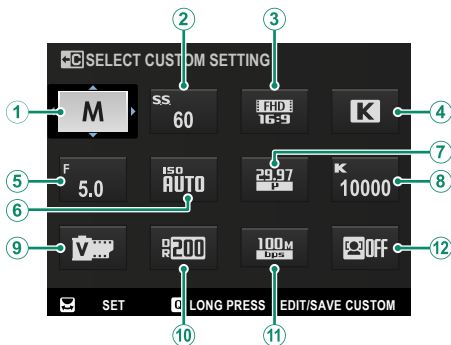 2 3
C SELECT CUSTOM SETTING
1 M S.S. 60 FHD 16:9 K 4
7
5 F 5.0 ISO AUTO 29.97 P K 10000 8
6
9 V DR200 100M bps OFF 12
SET Q LONG PRESS EDIT/SAVE CUSTOM
10 11